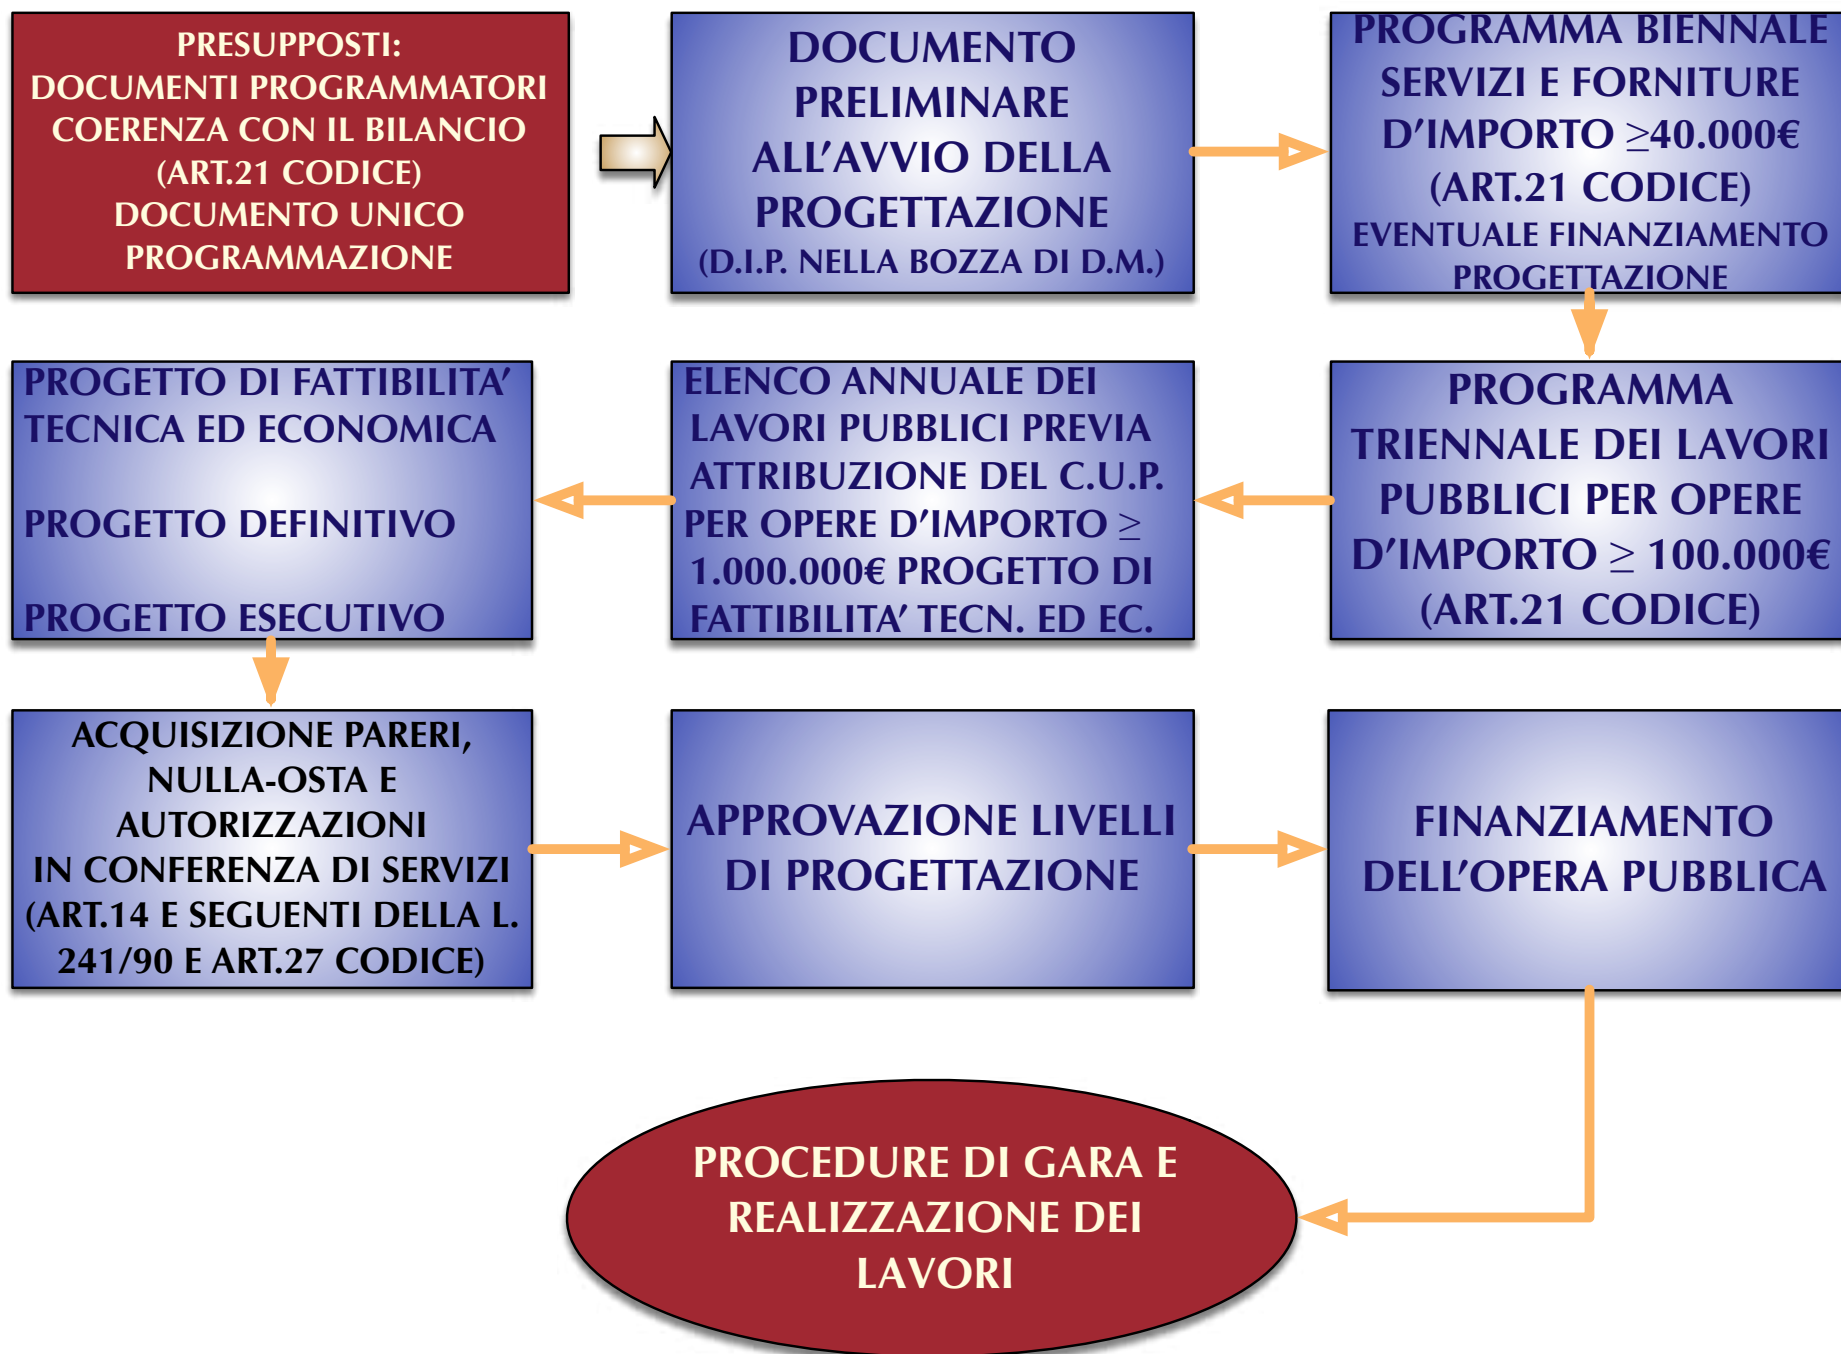 PRESUPPOSTI:
DOCUMENTI PROGRAMMATORI
COERENZA CON IL BILANCIO
(ART.21 CODICE)
DOCUMENTO UNICO
PROGRAMMAZIONE
DOCUMENTO
PRELIMINARE
ALL’AVVIO DELLA
PROGETTAZIONE
(D.I.P. NELLA BOZZA DI D.M.)
PROGRAMMA BIENNALE
SERVIZI E FORNITURE
D’IMPORTO ≥40.000€
(ART.21 CODICE)
EVENTUALE FINANZIAMENTO
PROGETTAZIONE
PROGRAMMA
TRIENNALE DEI LAVORI
PUBBLICI PER OPERE
D’IMPORTO ≥ 100.000€
(ART.21 CODICE)
ELENCO ANNUALE DEI
LAVORI PUBBLICI PREVIA
ATTRIBUZIONE DEL C.U.P.
PER OPERE D’IMPORTO ≥
1.000.000€ PROGETTO DI
FATTIBILITA’ TECN. ED EC.
PROGETTO DI FATTIBILITA’
TECNICA ED ECONOMICA
PROGETTO DEFINITIVO
PROGETTO ESECUTIVO
ACQUISIZIONE PARERI,
NULLA-OSTA E
AUTORIZZAZIONI
IN CONFERENZA DI SERVIZI
(ART.14 E SEGUENTI DELLA L.
241/90 E ART.27 CODICE)
APPROVAZIONE LIVELLI
DI PROGETTAZIONE
FINANZIAMENTO
DELL’OPERA PUBBLICA
PROCEDURE DI GARA E
REALIZZAZIONE DEI
LAVORI